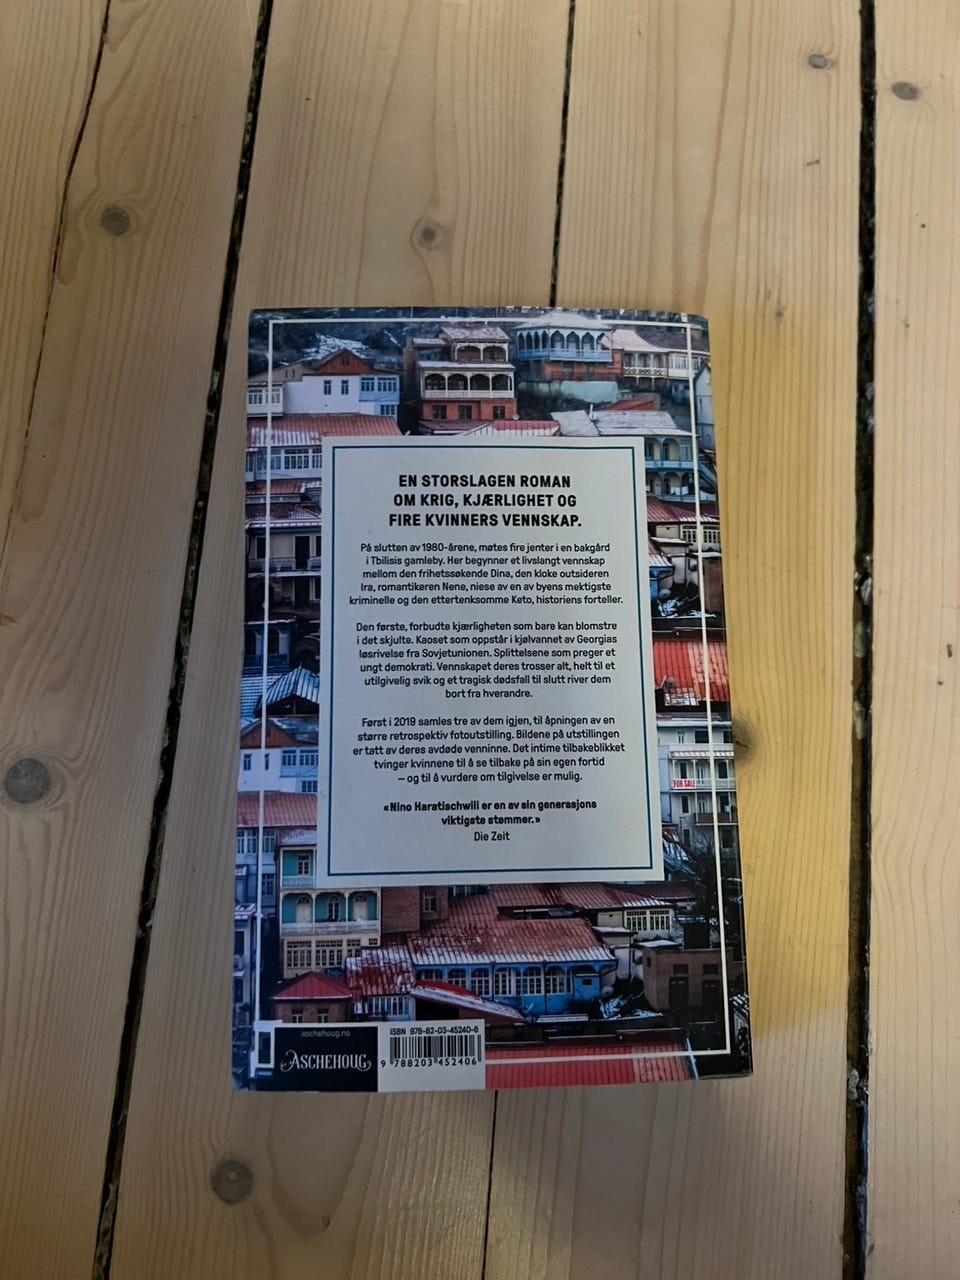 EN STORSLAGEN ROMAN
OM KRIG, KJÆRLIGHET OG
FIRE KVINNERS VENNSKAP.
På slutten av 1980-årene, møtes fire jenter i en bakgård
i Tbilisis gamleby. Her begynner et livslangt vennskap
mellom den frihetssøkende Dina, den kloke outsideren
Ira, romantikeren Nene, niese av en av byens mektigste
kriminelle og den ettertenksomme Keto, historiens forteller.
Den første, forbudte kjærligheten som bare kan blomstre
i det skjulte. Kaoset som oppstår i kjølvannet av Georgias
løsrivelse fra Sovjetunionen. Splittelsene som preger et
ungt demokrati. Vennskapet deres trosser alt, helt til et
utilgivelig svik og et tragisk dødsfall til slutt river dem
bort fra hverandre.
Først i 2019 samles tre av dem igjen, til åpningen av en
større retrospektiv fotoutstilling. Bildene på utstillingen
er tatt av deres avdøde venninne. Det intime tilbakeblikket
tvinger kvinnene til å se tilbake på sin egen fortid
– og til å vurdere om tilgivelse er mulig.
«Nino Haratischwili er en av sin generasjons
viktigste stemmer.»
Die Zeit
FOR SALE
aschehoug.no
ASCHEHOUG
ISBN 978-82-03-45240-6
9 788203 452406